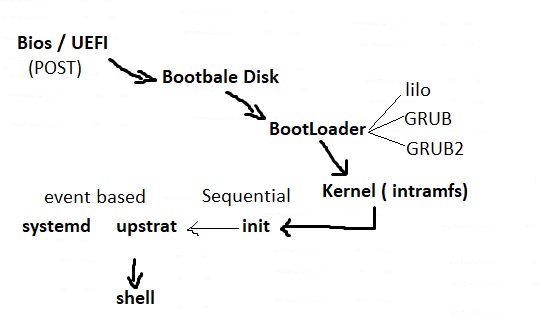 Bios / UEFI
(POST)
Bootbale Disk
BootLoader
lilo
GRUB
GRUB2
Kernel ( intramfs)
event based
Sequential
systemd
upstrat
init
shell